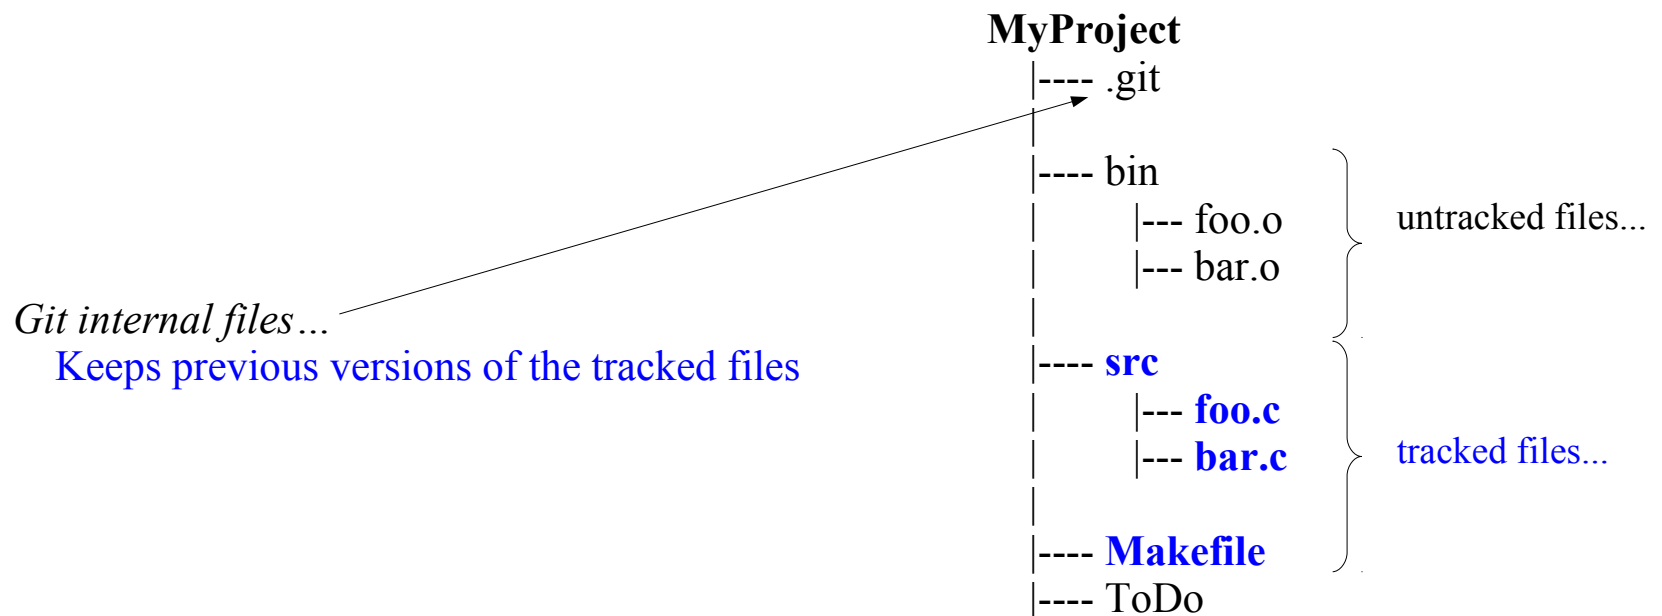 MyProject
|---- .git
|
|---- bin
| |--- foo.o
untracked files...
| |--- bar.o
|
Git internal files...
Keeps previous versions of the tracked files
|---- src
| |--- foo.c
| |--- bar.c
tracked files...
|
|---- Makefile
|---- ToDo